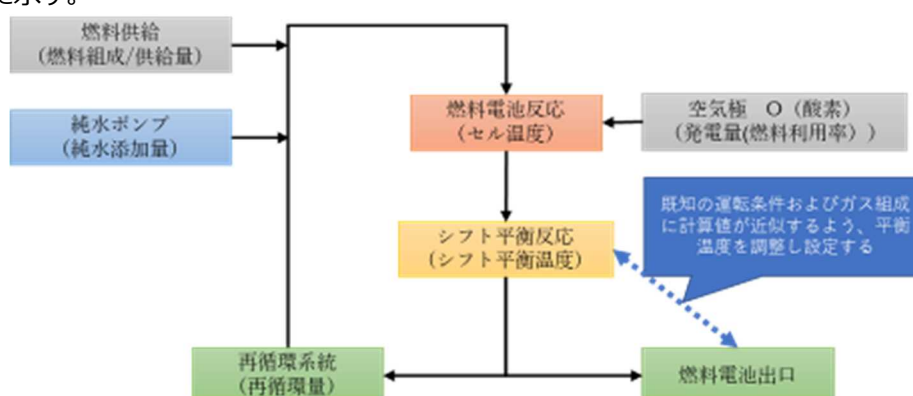 に示す。
燃料供給
(燃料組成/供給量)
純水ポンプ
(純水添加量)
燃料電池反応
(セル温度)
空気極 O(酸素)
(発電量(燃料利用率))
既知の運転条件およびガス組成
に計算値が近似するよう、平衡
温度を調整し設定する
シフト平衡反応
(シフト平衡温度)
再循環系統
(再循環量)
燃料電池出口